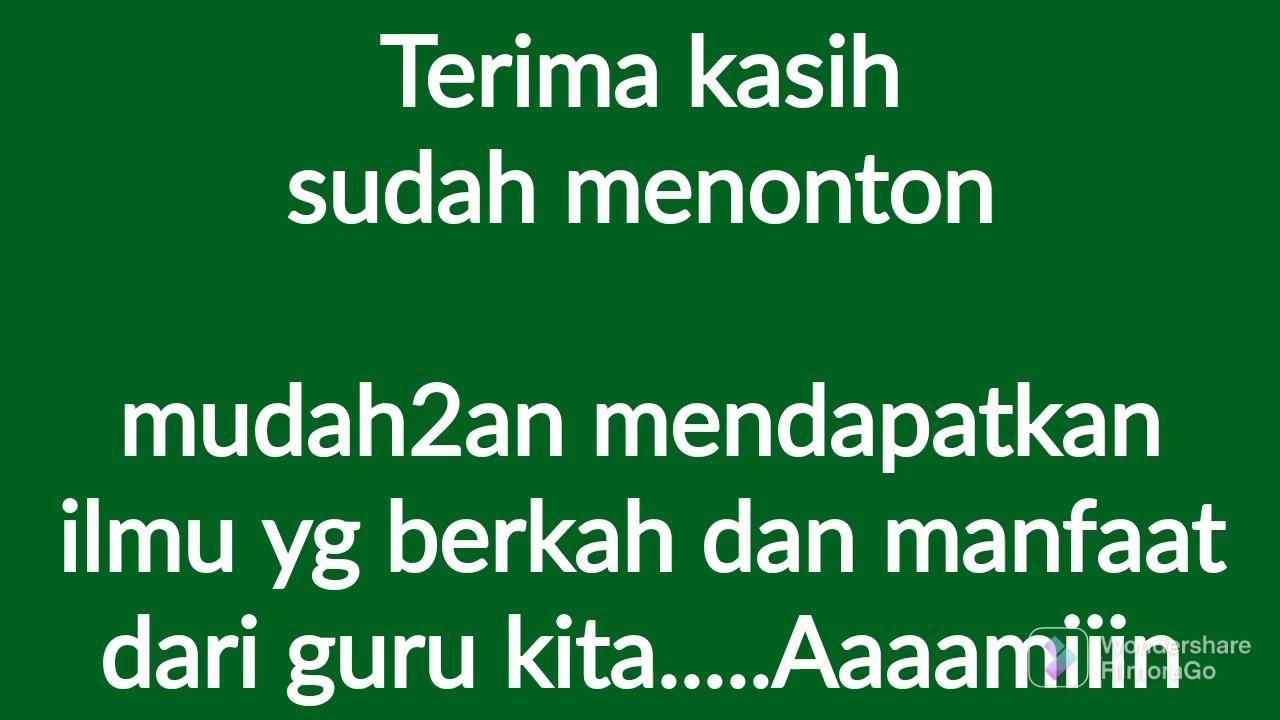 Terima kasih
sudah menonton
mudah2an mendapatkan
ilmu yg berkah dan manfaat
dari guru kita.....Aaaamiiin
Wondershare
FilmoraGo